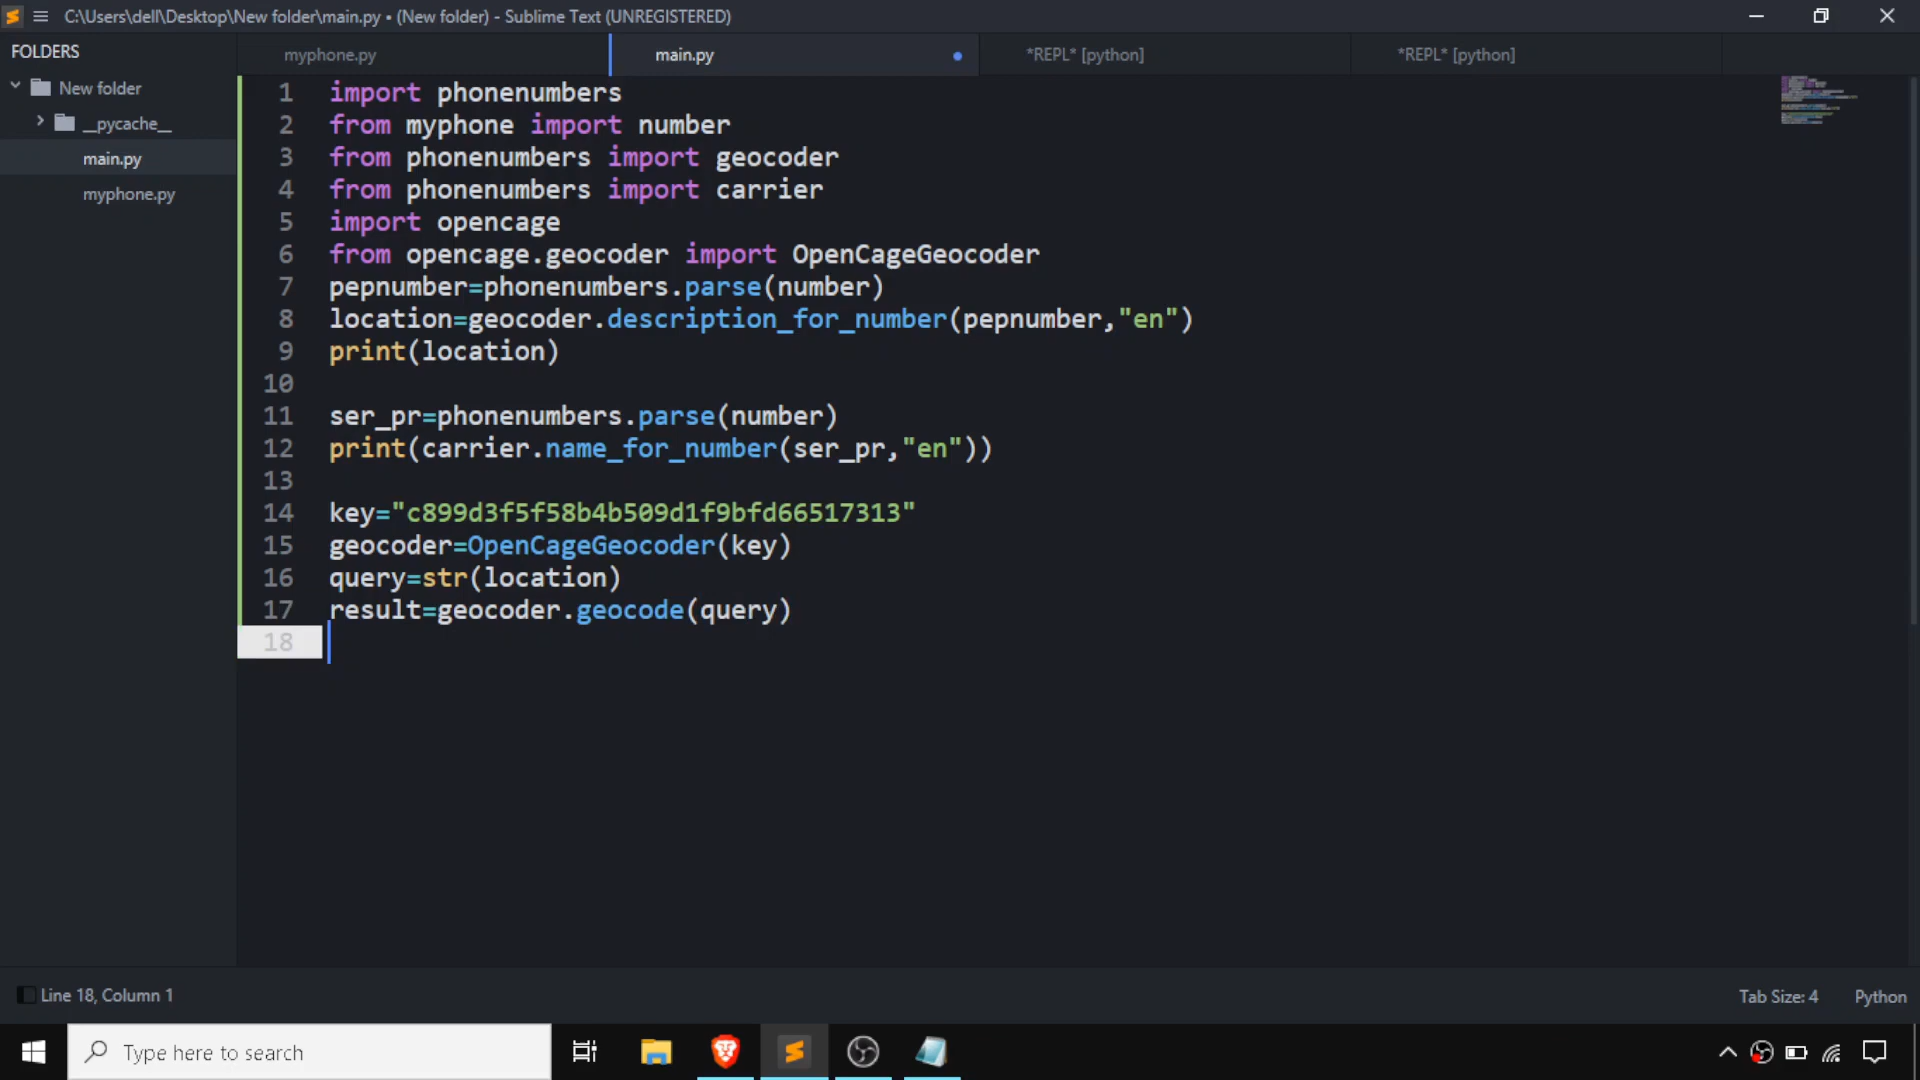 C:\Users\dell\Desktop\New folder\main.py • (New folder) - Sublime Text (UNREGISTERED)
FOLDERS
New folder
__pycache__
main.py
myphone.py
myphone.py
main.py
*REPL* [python]
*REPL* [python]
1 import phonenumbers
2 from myphone import number
3 from phonenumbers import geocoder
4 from phonenumbers import carrier
5 import opencage
6 from opencage.geocoder import OpenCageGeocoder
7 pepnumber=phonenumbers.parse(number)
8 location=geocoder.description_for_number(pepnumber,"en")
9 print(location)
10
11 ser_pr=phonenumbers.parse(number)
12 print(carrier.name_for_number(ser_pr,"en"))
13
14 key="c899d3f5f58b4b509d1f9bfd66517313"
15 geocoder=OpenCageGeocoder(key)
16 query=str(location)
17 result=geocoder.geocode(query)
18
Line 18, Column 1
Tab Size: 4
Python
Type here to search